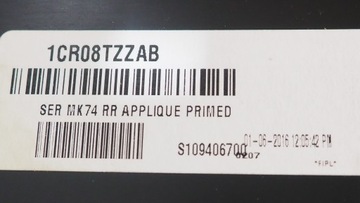 1CR08TZZAB
SER MK74 RR APPLIQUE PRIMED
01-06-2016 12:05:42 PM
S109406700
0207
*FIPL*